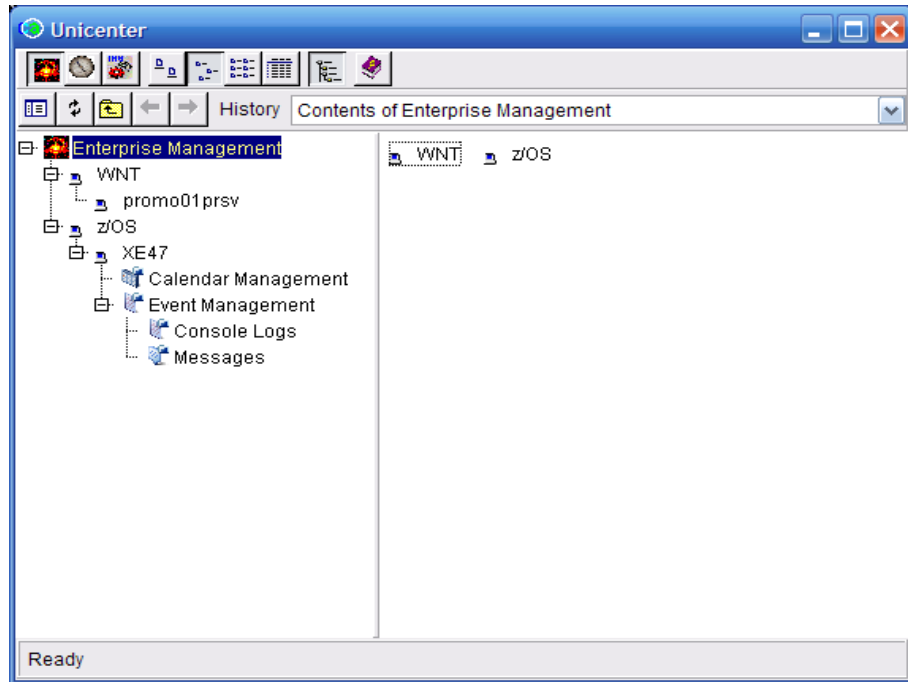 Unicenter
History Contents of Enterprise Management
Enterprise Management
WNT
promo01prsv
z/OS
XE47
Calendar Management
Event Management
Console Logs
Messages
WNT z/OS
Ready